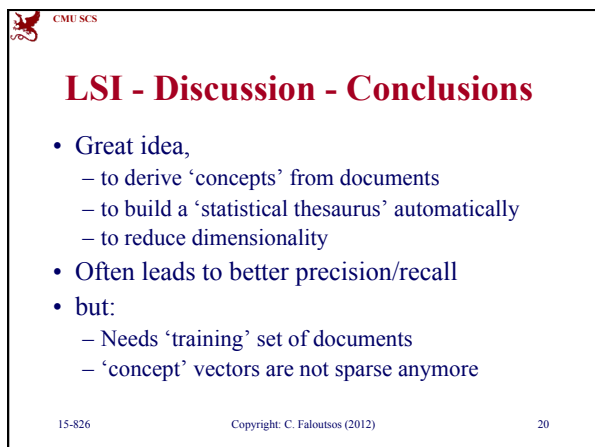 CMU SCS
LSI - Discussion - Conclusions
• Great idea,
– to derive ‘concepts’ from documents
– to build a ‘statistical thesaurus’ automatically
– to reduce dimensionality
• Often leads to better precision/recall
• but:
– Needs ‘training’ set of documents
– ‘concept’ vectors are not sparse anymore
15-826 Copyright: C. Faloutsos (2012) 20